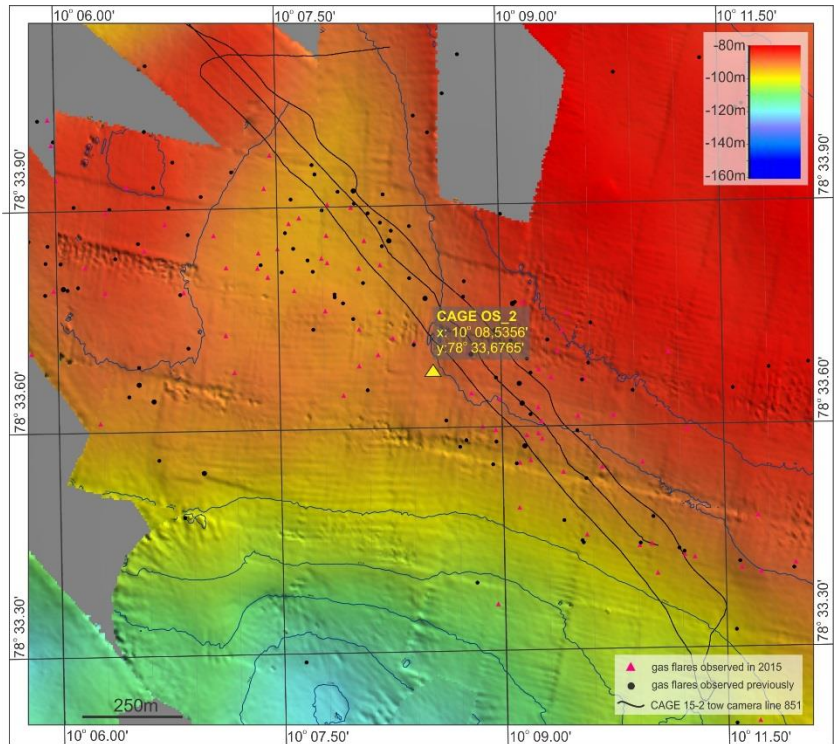 10° 06.00'
10° 07.50'
10° 09.00'
10° 11.50'
-80m
-100m
-120m
-140m
-160m
78° 33.90'
78° 33.90'
CAGE OS_2
x: 10° 08,5356'
y:78° 33,6765'
78° 33.60'
78° 33.60'
78° 33.30'
78° 33.30'
gas flares observed in 2015
gas flares observed previously
CAGE 15-2 tow camera line 851
250m
10° 06.00'
10° 07.50'
10° 09.00'
10° 11.50'